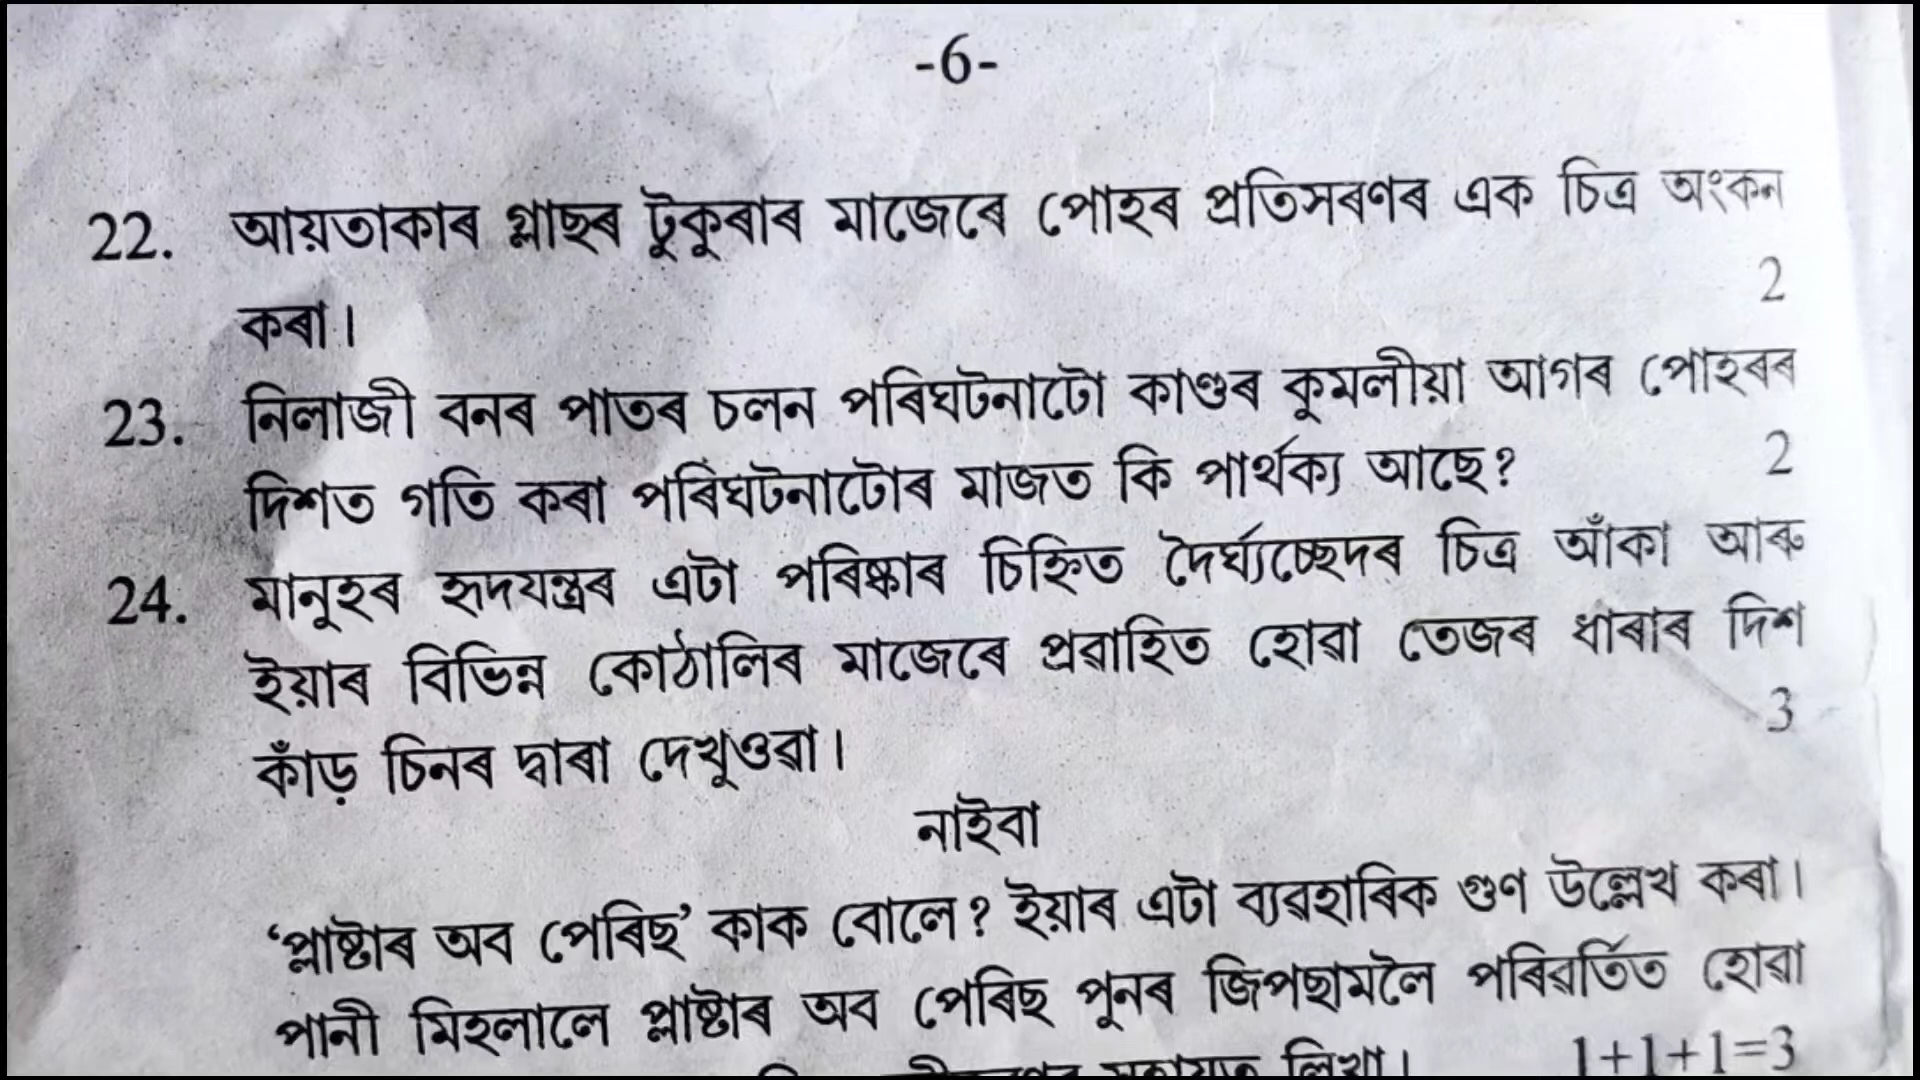 -6-
22. আয়তাকাৰ গ্লাছৰ টুকুৰাৰ মাজেৰে পোহৰ প্ৰতিসৰণৰ এক চিত্ৰ অংকন
কৰা। 2
23. নিলাজী বনৰ পাতৰ চলন পৰিঘটনাটো কাণ্ডৰ কুমলীয়া আগৰ পোহৰৰ
দিশত গতি কৰা পৰিঘটনাটোৰ মাজত কি পাৰ্থক্য আছে? 2
24. মানুহৰ হৃদযন্ত্ৰৰ এটা পৰিষ্কাৰ চিহ্নিত দৈৰ্ঘ্যচ্ছেদৰ চিত্ৰ আঁকা আৰু
ইয়াৰ বিভিন্ন কোঠালিৰ মাজেৰে প্ৰৱাহিত হোৱা তেজৰ ধাৰাৰ দিশ
কাঁড় চিনৰ দ্বাৰা দেখুওৱা। 3
নাইবা
‘প্লাষ্টাৰ অব পেৰিছ’ কাক বোলে? ইয়াৰ এটা ব্যৱহাৰিক গুণ উল্লেখ কৰা।
পানী মিহলালে প্লাষ্টাৰ অব পেৰিছ পুনৰ জিপছামলৈ পৰিৱৰ্তিত হোৱা
লিখা। 1+1+1=3